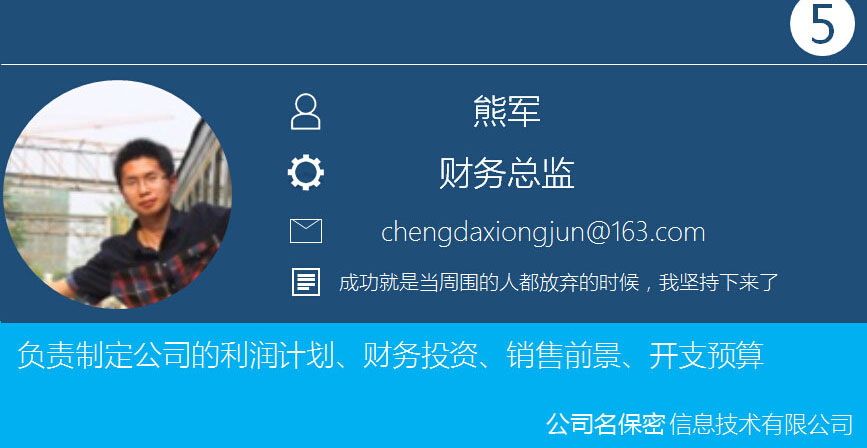 5
熊军
财务总监
chengdaxiongjun@163.com
成功就是当周围的人都放弃的时候，我坚持下来了
负责制定公司的利润计划、财务投资、销售前景、开支预算
公司名保密信息技术有限公司